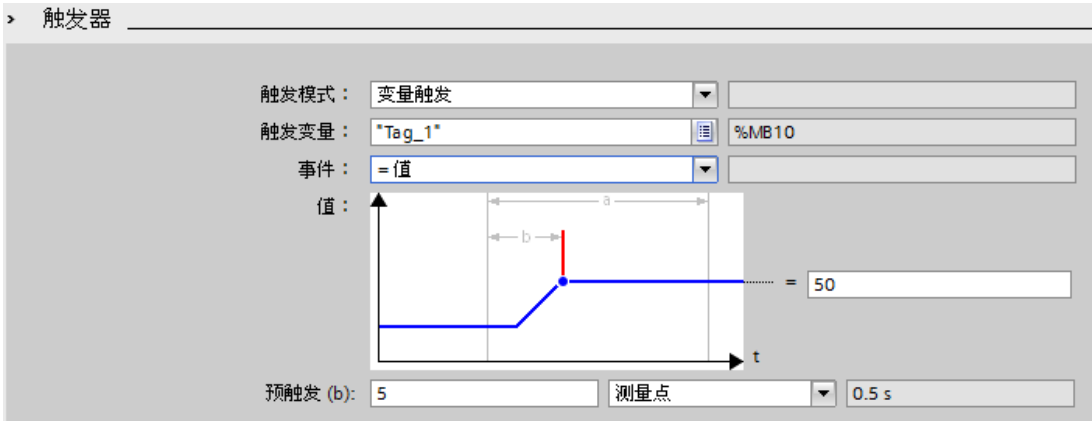 › 触发器
触发模式： 变量触发
触发变量： "Tag_1" %MB10
事件： =值
值： a
b
= 50
t
预触发 (b): 5 测量点 0.5 s